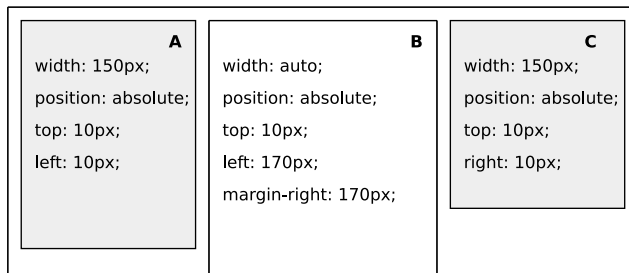 A
width: 150px;
position: absolute;
top: 10px;
left: 10px;
B
width: auto;
position: absolute;
top: 10px;
left: 170px;
margin-right: 170px;
C
width: 150px;
position: absolute;
top: 10px;
right: 10px;